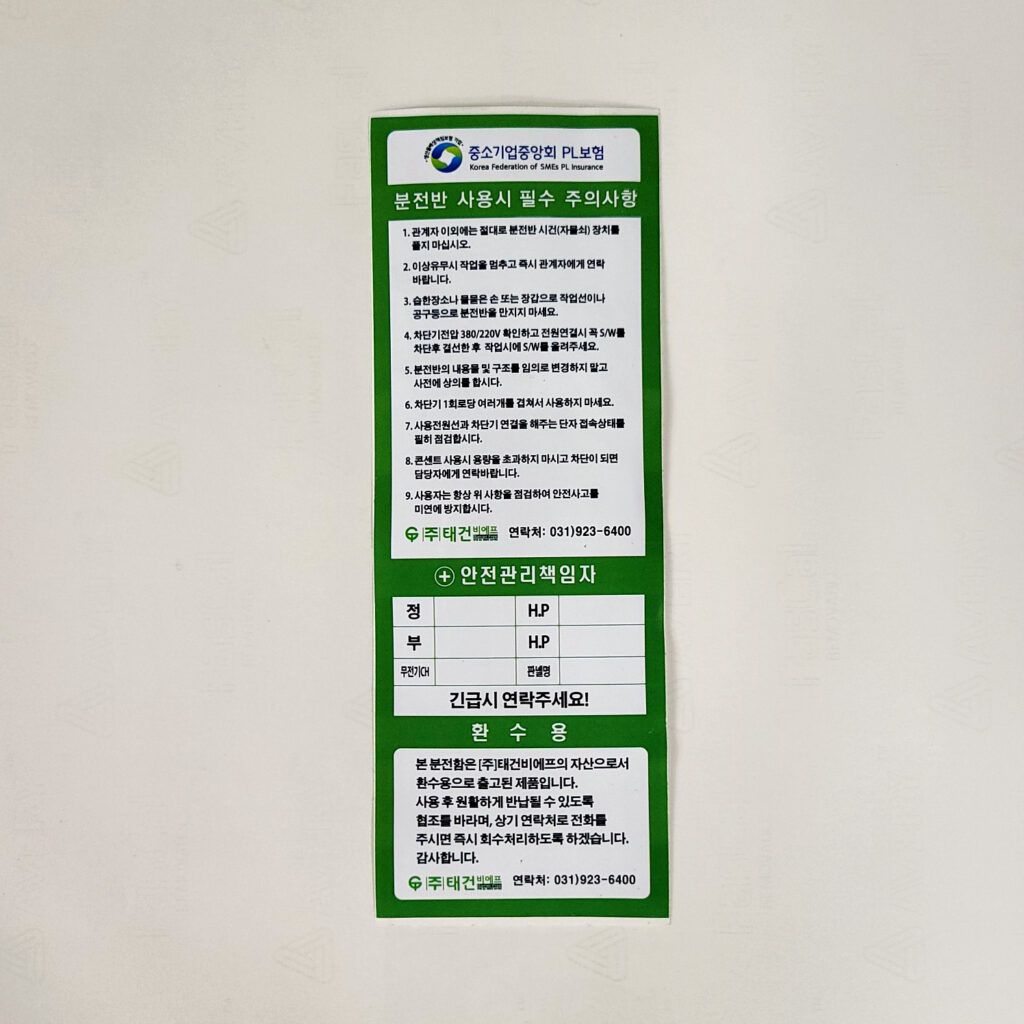 중소기업중앙회 PL보험
Korea Federation of SMEs PL Insurance
분전반 사용시 필수 주의사항
1. 관계자 이외에는 절대로 분전반 시건(자물쇠) 장치를
풀지 마십시오.
2. 이상유무시 작업을 멈추고 즉시 관계자에게 연락
바랍니다.
3. 습한장소나 물묻은 손 또는 장갑으로 작업선이나
공구등으로 분전반을 만지지 마세요.
4. 차단기전압 380/220V 확인하고 전원연결시 꼭 S/W를
차단후 결선한 후 작업시에 S/W를 올려주세요.
5. 분전반의 내용물 및 구조를 임의로 변경하지 말고
사전에 상의를 합시다.
6. 차단기 1회로당 여러개를 겹쳐서 사용하지 마세요.
7. 사용전원선과 차단기 연결을 해주는 단자 접속상태를
필히 점검합시다.
8. 콘센트 사용시 용량을 초과하지 마시고 차단이 되면
담당자에게 연락바랍니다.
9. 사용자는 항상 위 사항을 점검하여 안전사고를
미연에 방지합시다.
(주)태건비에프 연락처: 031)923-6400
안전관리책임자
정 H.P
부 H.P
무전기CH 판넬명
긴급시 연락주세요!
환 수 용
본 분전함은 [주]태건비에프의 자산으로서
환수용으로 출고된 제품입니다.
사용 후 원활하게 반납될 수 있도록
협조를 바라며, 상기 연락처로 전화를
주시면 즉시 회수처리하도록 하겠습니다.
감사합니다.
(주)태건비에프 연락처: 031)923-6400